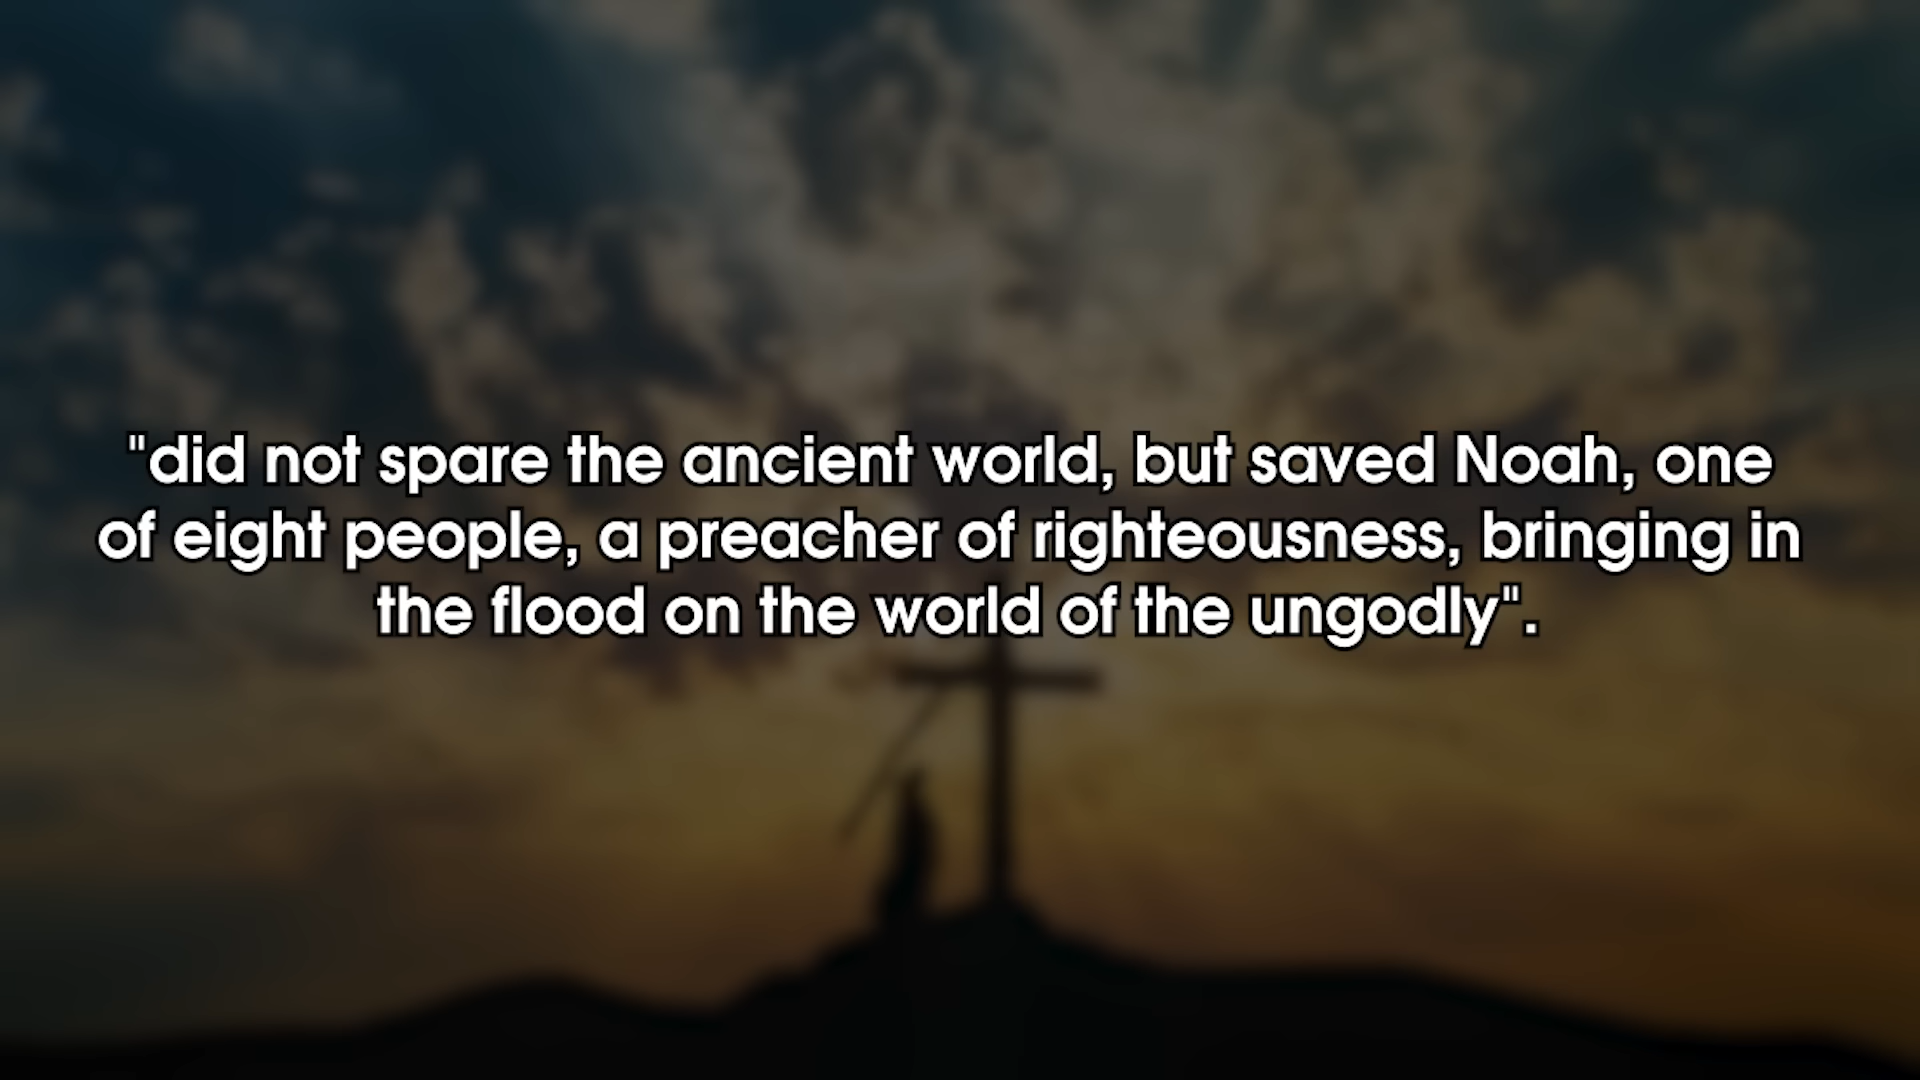 "did not spare the ancient world, but saved Noah, one
of eight people, a preacher of righteousness, bringing in
the flood on the world of the ungodly".